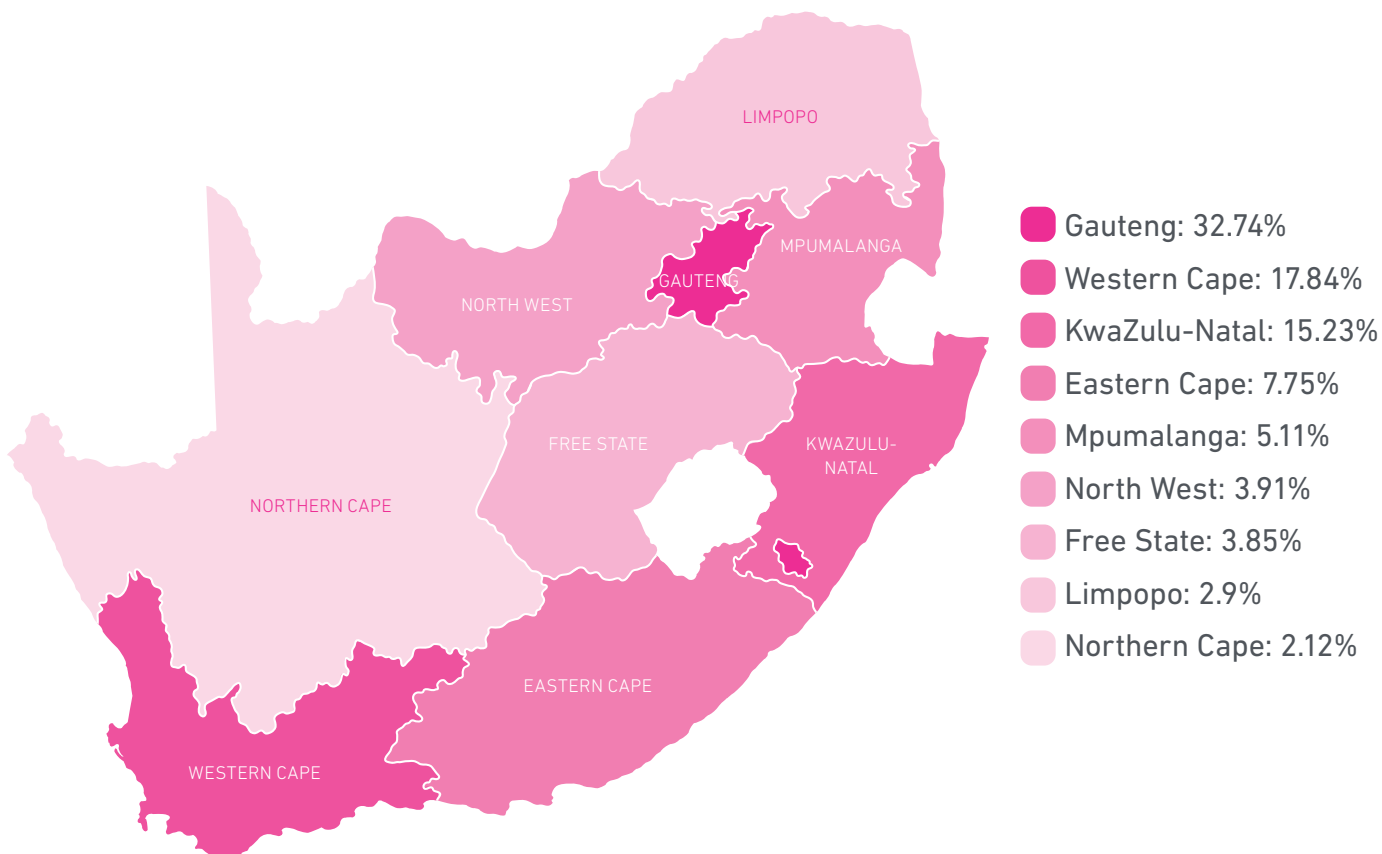 LIMPOPO
MPUMALANGA
GAUTENG
NORTH WEST
FREE STATE
KWAZULU-
NATAL
NORTHERN CAPE
EASTERN CAPE
WESTERN CAPE
Gauteng: 32.74%
Western Cape: 17.84%
KwaZulu-Natal: 15.23%
Eastern Cape: 7.75%
Mpumalanga: 5.11%
North West: 3.91%
Free State: 3.85%
Limpopo: 2.9%
Northern Cape: 2.12%